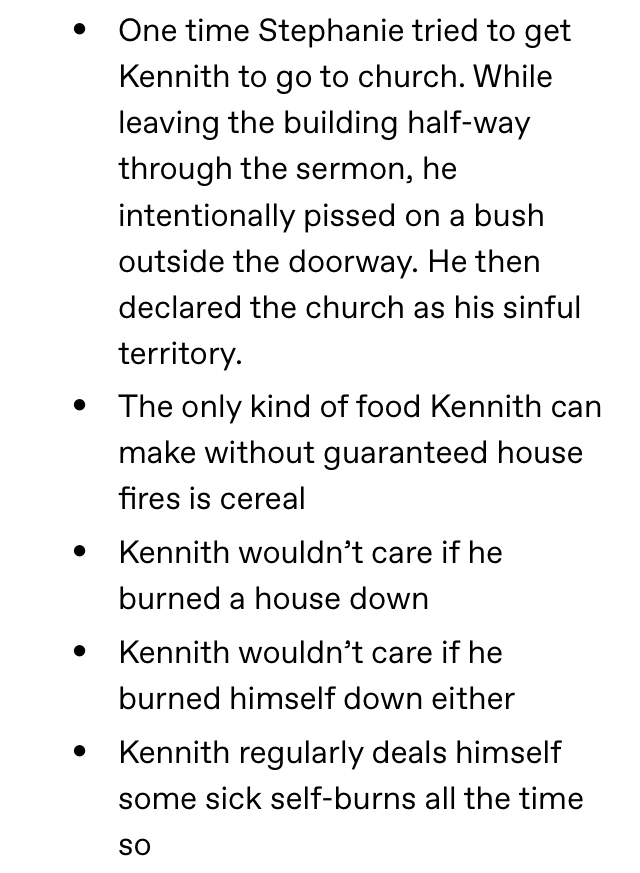 • One time Stephanie tried to get
Kennith to go to church. While
leaving the building half-way
through the sermon, he
intentionally pissed on a bush
outside the doorway. He then
declared the church as his sinful
territory.
• The only kind of food Kennith can
make without guaranteed house
fires is cereal
• Kennith wouldn’t care if he
burned a house down
• Kennith wouldn’t care if he
burned himself down either
• Kennith regularly deals himself
some sick self-burns all the time
so